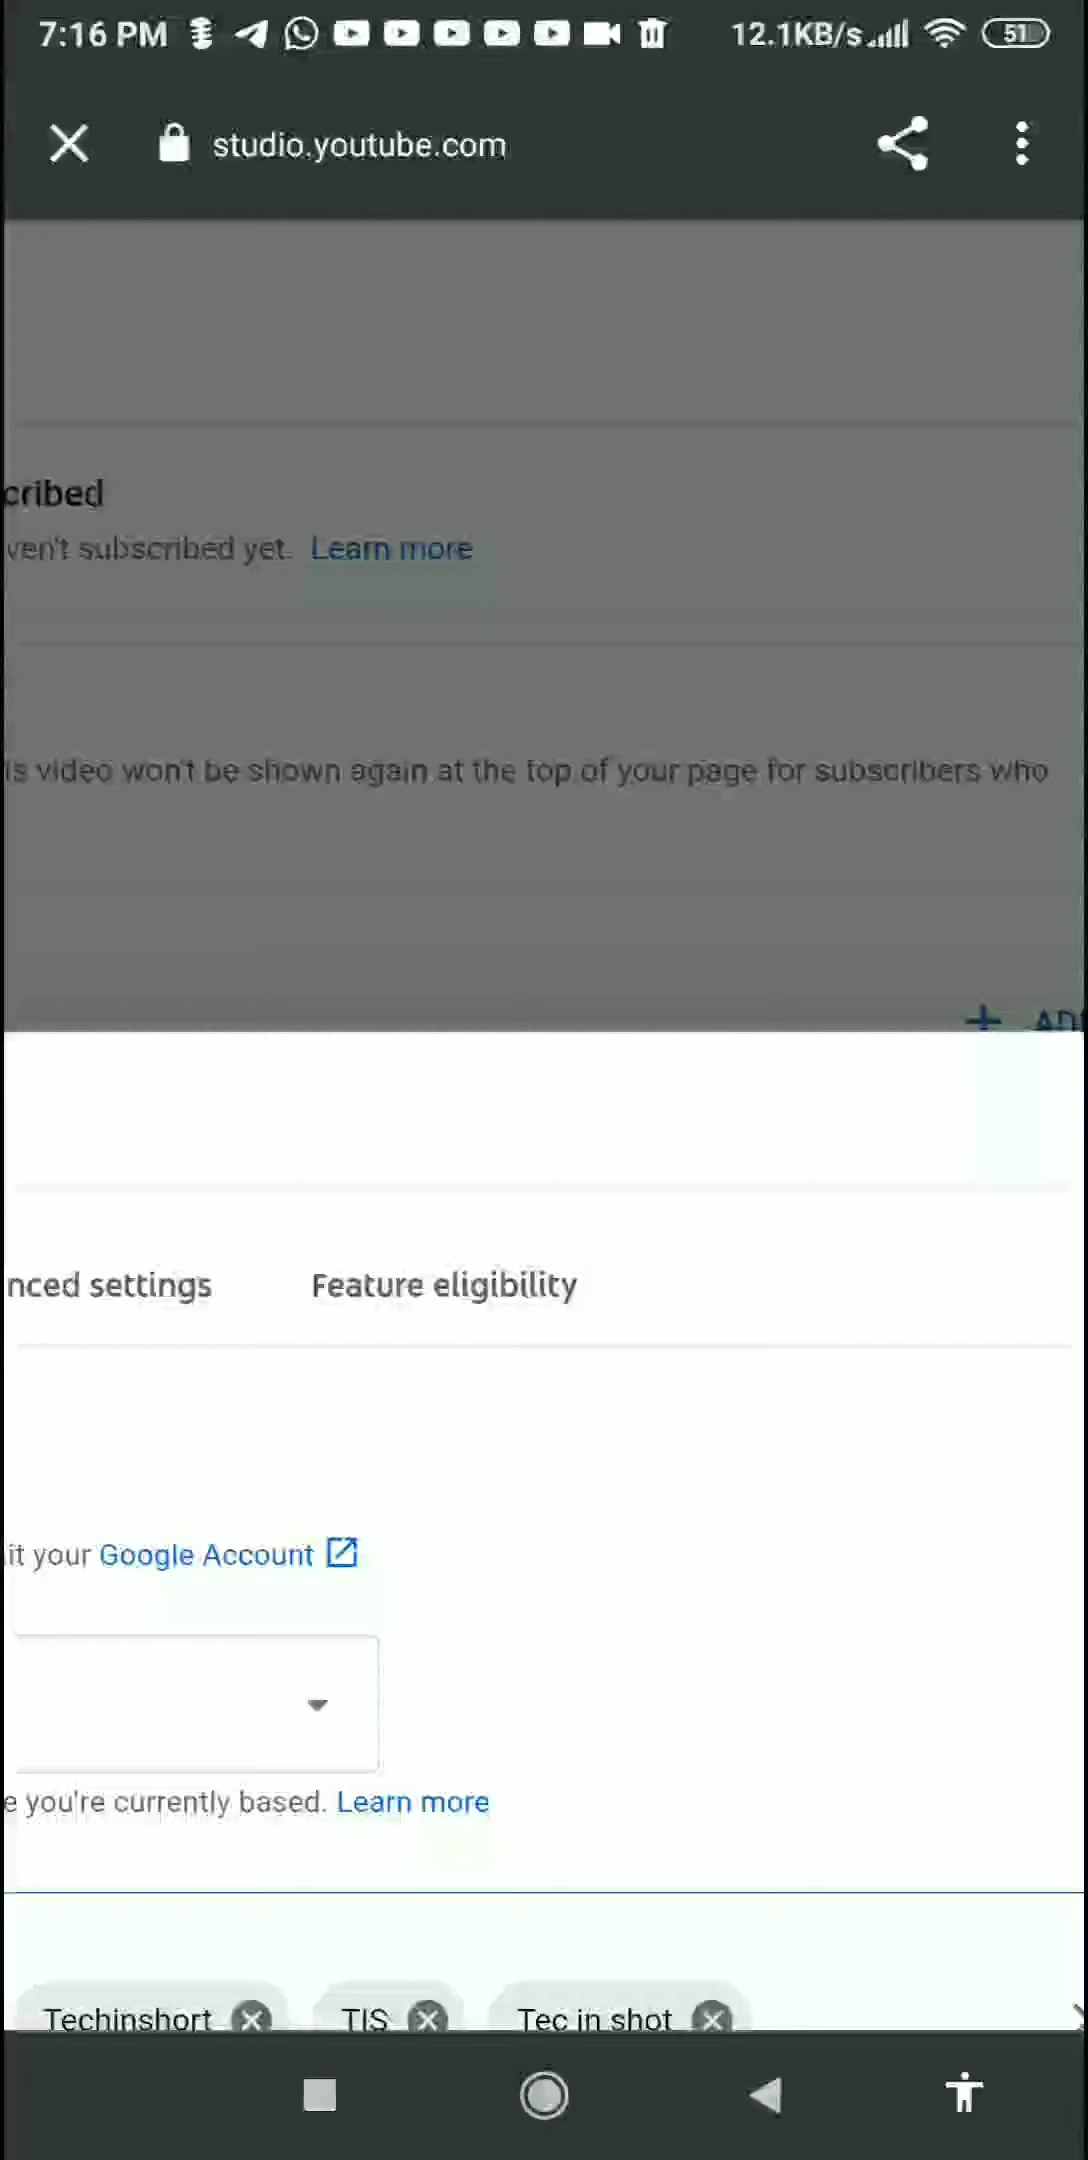 7:16 PM 12.1KB/s 51
studio.youtube.com
cribed
ven't subscribed yet. Learn more
is video won't be shown again at the top of your page for subscribers who
+ AD
nced settings Feature eligibility
it your Google Account
e you're currently based. Learn more
Techinshort TIS Tec in shot